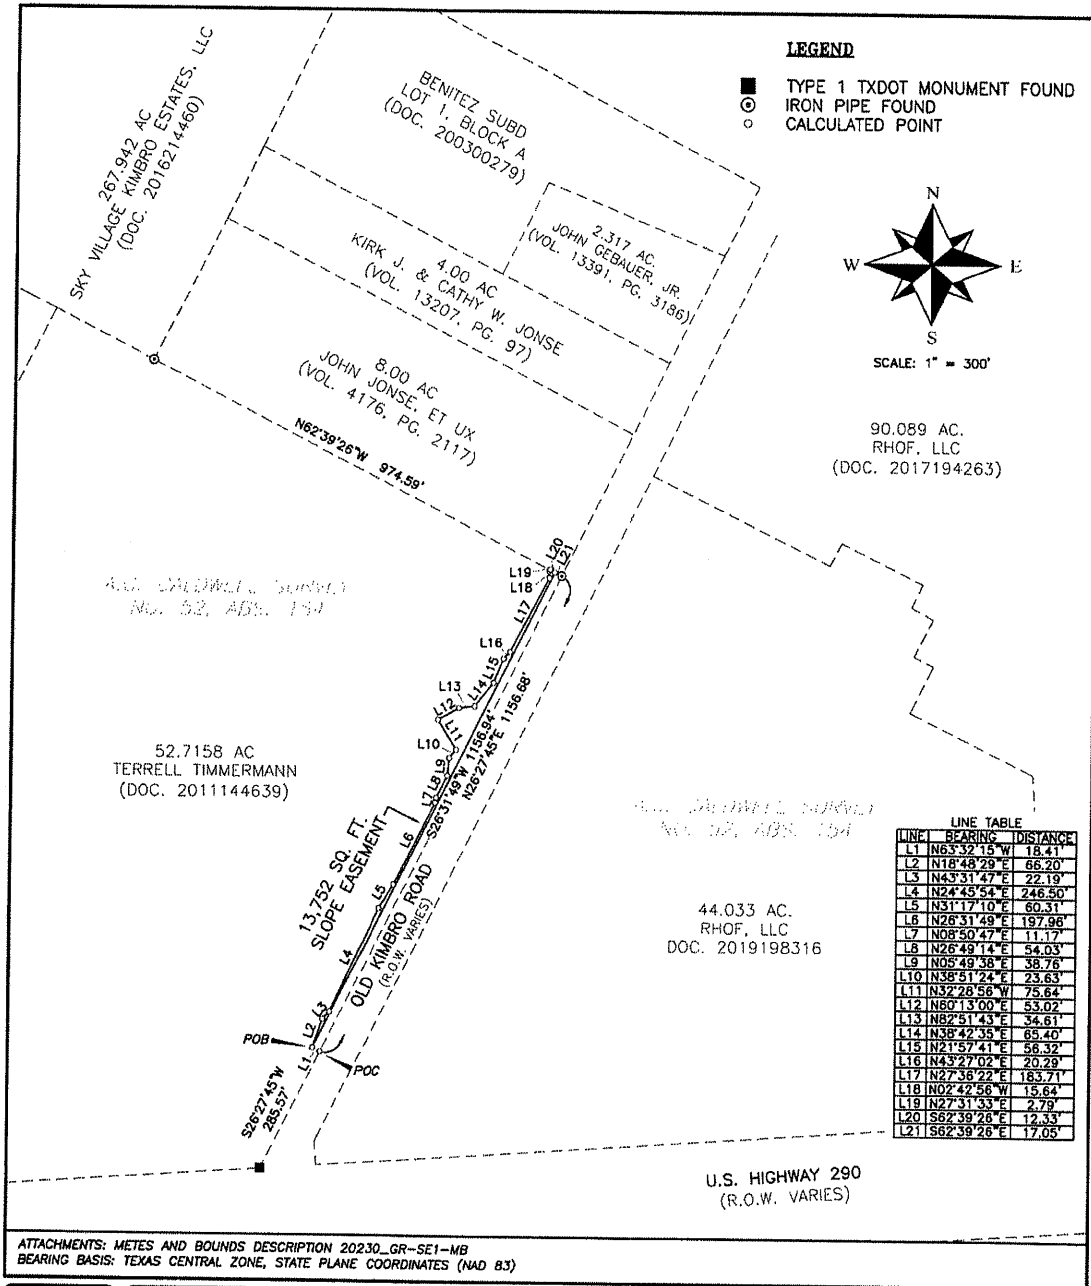 LEGEND
TYPE 1 TXDOT MONUMENT FOUND
IRON PIPE FOUND
CALCULATED POINT
N
W
E
S
SCALE: 1" = 300'
267.942 AC
SKY VILLAGE KIMBRO ESTATES, LLC
(DOC. 2016214460)
BENITEZ SUBD
LOT 1, BLOCK A
(DOC. 200300279)
2.317 AC.
JOHN GEBAUER, JR.
(VOL. 13391, PG. 3186)
4.00 AC
KIRK J. & CATHY W. JONSE
(VOL. 13207, PG. 97)
8.00 AC
JOHN JONSE, ET UX
(VOL. 4176, PG. 2117)
N62°39'26"W 974.59'
90.089 AC.
RHOF, LLC
(DOC. 2017194263)
A.C. CALDWELL SURVEY
NO. 52, ABS. 154
L20
L21
L19
L18
L17
L16
L15
L14
L13
L12
L11
L10
L9
L8
L7
L6
L5
L4
L3
L2
L1
S26°31'49"W 1156.94'
N26°27'45"E 1156.68'
52.7158 AC
TERRELL TIMMERMANN
(DOC. 2011144639)
13,752 SQ. FT.
SLOPE EASEMENT
OLD KIMBRO ROAD
(R.O.W. VARIES)
POB
POC
S26°27'45"W
285.57'
A.C. CALDWELL SURVEY
NO. 52, ABS. 154
44.033 AC.
RHOF, LLC
DOC. 2019198316
LINE TABLE
LINE BEARING DISTANCE
L1 N63°32'15"W 18.41'
L2 N18°48'29"E 66.20'
L3 N43°31'47"E 22.19'
L4 N24°45'54"E 246.50'
L5 N31°17'10"E 60.31'
L6 N26°31'49"E 197.96'
L7 N08°50'47"E 11.17'
L8 N26°49'14"E 54.03'
L9 N05°49'38"E 38.76'
L10 N38°51'24"E 23.63'
L11 N32°28'56"W 75.64'
L12 N60°13'00"E 53.02'
L13 N82°51'43"E 34.61'
L14 N38°42'35"E 65.40'
L15 N21°57'41"E 56.32'
L16 N43°27'02"E 20.29'
L17 N27°36'22"E 183.71'
L18 N02°42'56"W 15.64'
L19 N27°31'33"E 2.79'
L20 S62°39'26"E 12.33'
L21 S62°39'26"E 17.05'
U.S. HIGHWAY 290
(R.O.W. VARIES)
ATTACHMENTS: METES AND BOUNDS DESCRIPTION 20230_GR-SE1-MB
BEARING BASIS: TEXAS CENTRAL ZONE, STATE PLANE COORDINATES (NAD 83)